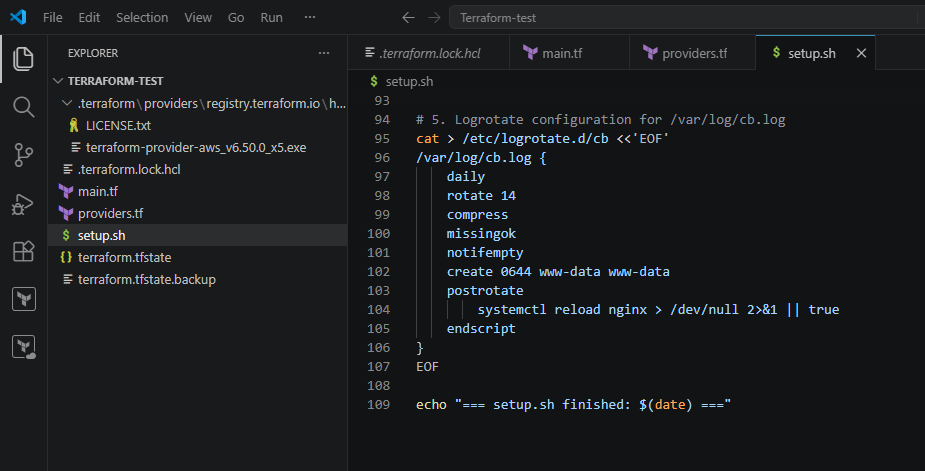 File Edit Selection View Go Run ··· Terraform-test
EXPLORER ···
TERRAFORM-TEST
.terraform\providers\registry.terraform.io\h...
LICENSE.txt
terraform-provider-aws_v6.50.0_x5.exe
.terraform.lock.hcl
main.tf
providers.tf
$ setup.sh
{} terraform.tfstate
terraform.tfstate.backup
.terraform.lock.hcl main.tf providers.tf $ setup.sh
$ setup.sh
93
94 # 5. Logrotate configuration for /var/log/cb.log
95 cat > /etc/logrotate.d/cb <<'EOF'
96 /var/log/cb.log {
97     daily
98     rotate 14
99     compress
100     missingok
101     notifempty
102     create 0644 www-data www-data
103     postrotate
104         systemctl reload nginx > /dev/null 2>&1 || true
105     endscript
106 }
107 EOF
108
109 echo "=== setup.sh finished: $(date) ==="